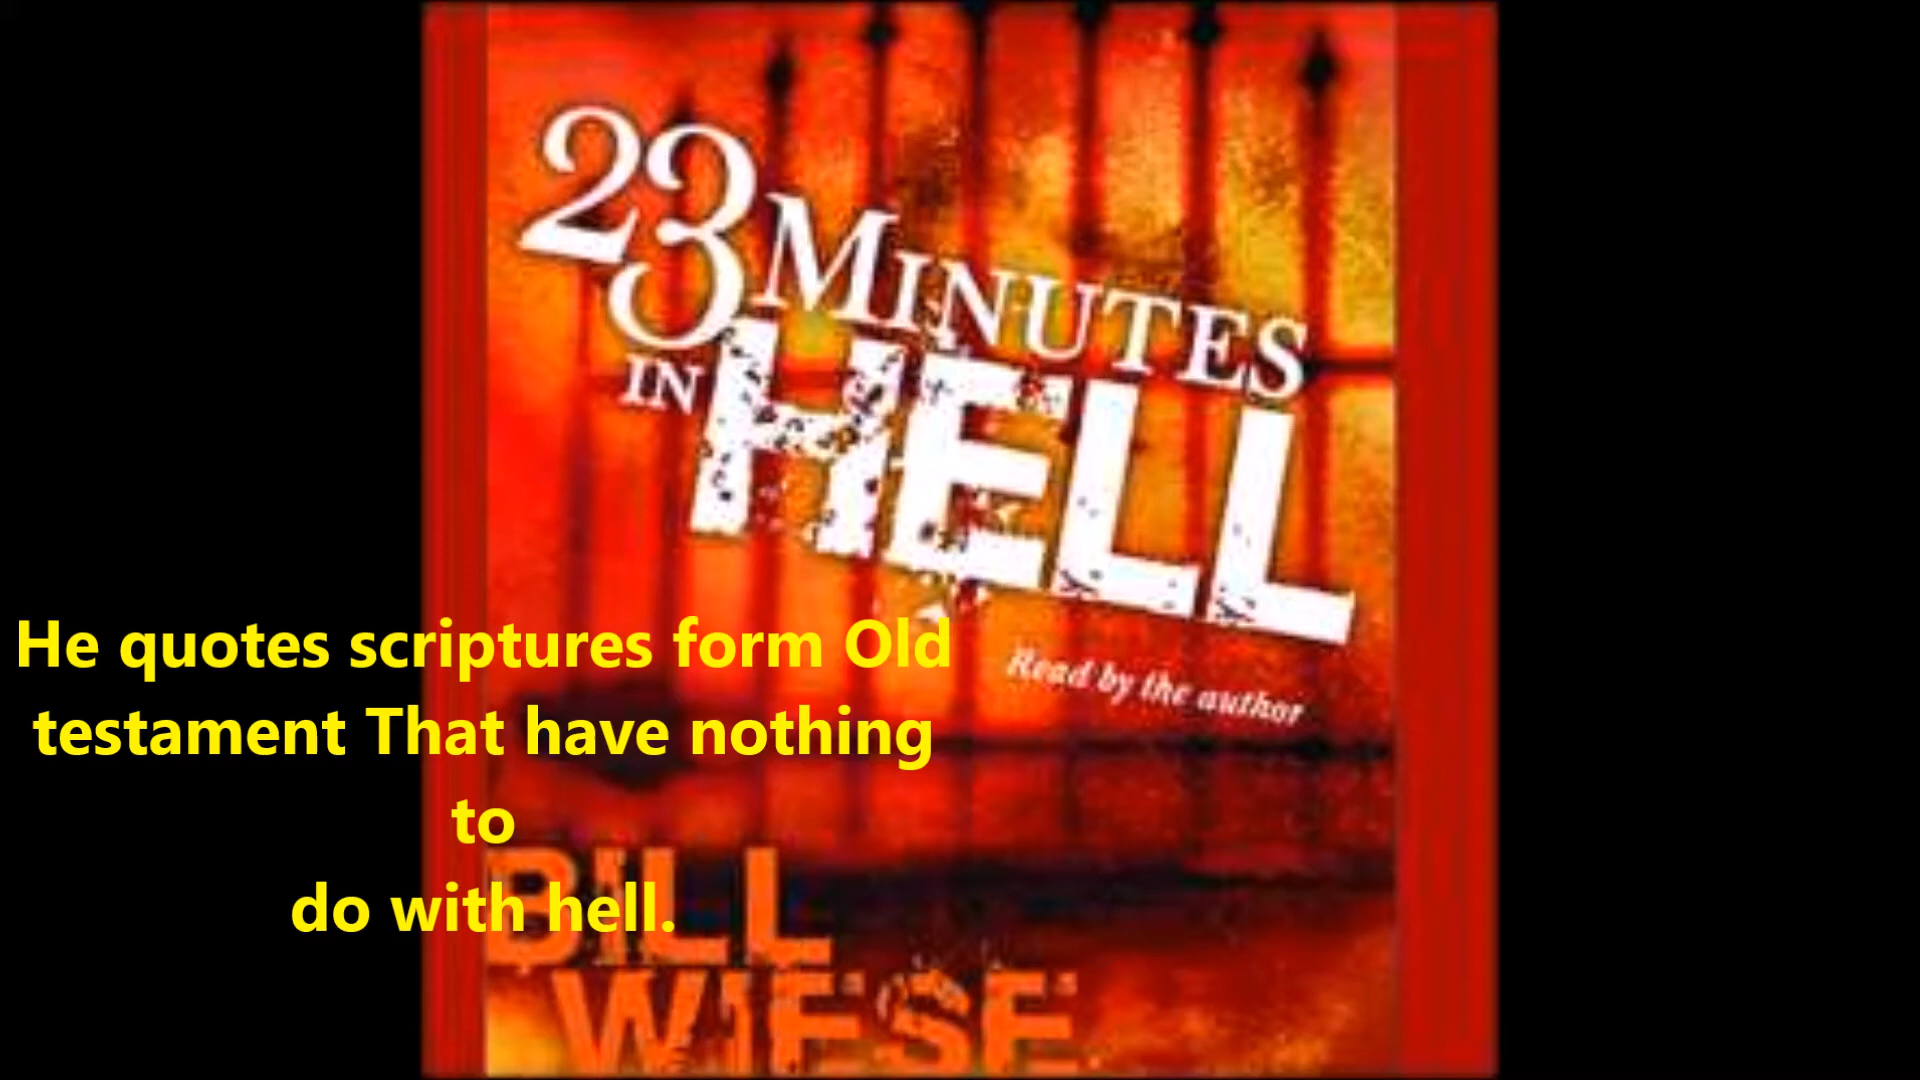 23 MINUTES
IN HELL
Read by the author
He quotes scriptures form Old
testament That have nothing
to
do with hell.
BILL
WIESE